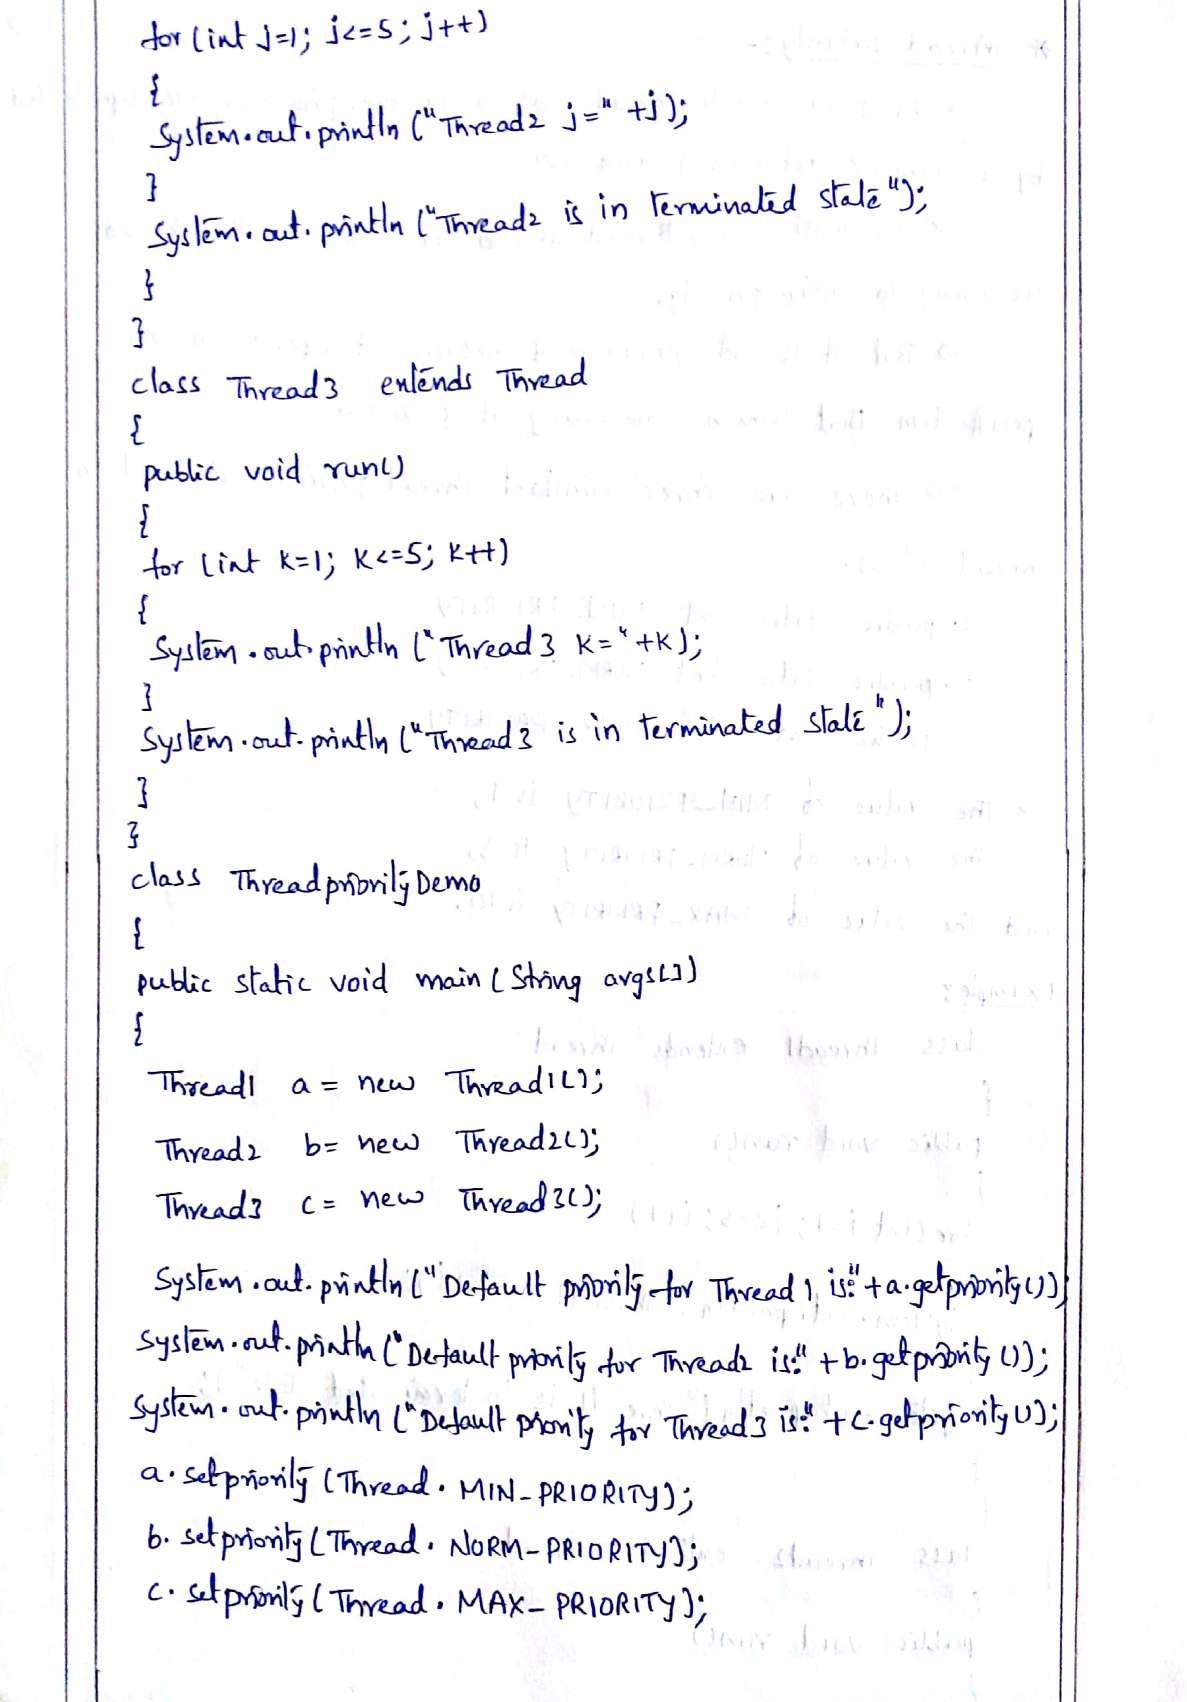 for (int j=1; j<=5; j++)
{
System.out.println ("Thread2 j=" +j);
}
System.out.println ("Thread2 is in terminated state");
}
}
class Thread3 extends Thread
{
public void run()
{
for (int k=1; k<=5; k++)
{
System.out.println ("Thread 3 k=" +k);
}
System.out.println ("Thread3 is in terminated state");
}
}
class ThreadpriorityDemo
{
public static void main (String args[])
{
Thread1 a = new Thread1();
Thread2 b= new Thread2();
Thread3 c= new Thread3();
System.out.println ("Default priority for Thread 1 is:" +a.getpriority());
System.out.println ("Default priority for Thread2 is:" +b.getpriority ());
System.out.println ("Default priority for Thread3 is:" +c.getpriority());
a.setpriority (Thread.MIN-PRIORITY);
b.setpriority (Thread.NORM-PRIORITY);
c.setpriority (Thread.MAX-PRIORITY);